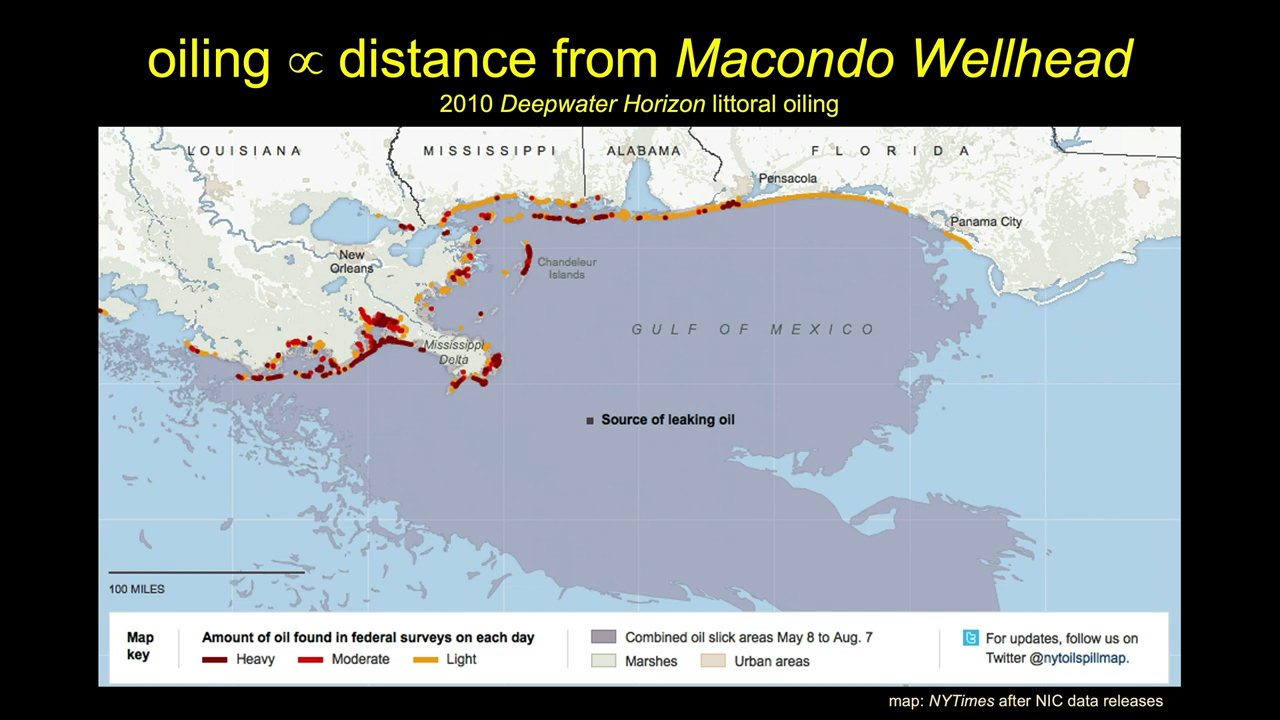 oiling ∝ distance from Macondo Wellhead
2010 Deepwater Horizon littoral oiling
LOUISIANA
MISSISSIPPI
ALABAMA
FLORIDA
Pensacola
Panama City
New
Orleans
Chandeleur
Islands
GULF OF MEXICO
Mississippi
Delta
Source of leaking oil
100 MILES
Map
key
Amount of oil found in federal surveys on each day
Heavy
Moderate
Light
Combined oil slick areas May 8 to Aug. 7
Marshes
Urban areas
For updates, follow us on
Twitter @nytoilspillmap.
map: NYTimes after NIC data releases